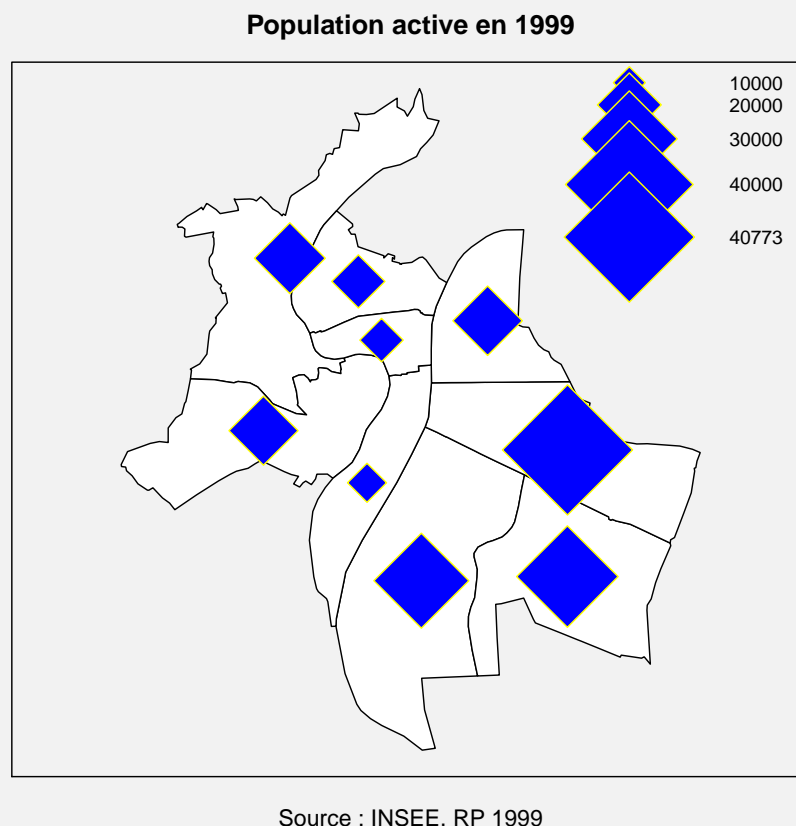 Population active en 1999
10000
20000
30000
40000
40773
Source : INSEE, RP 1999